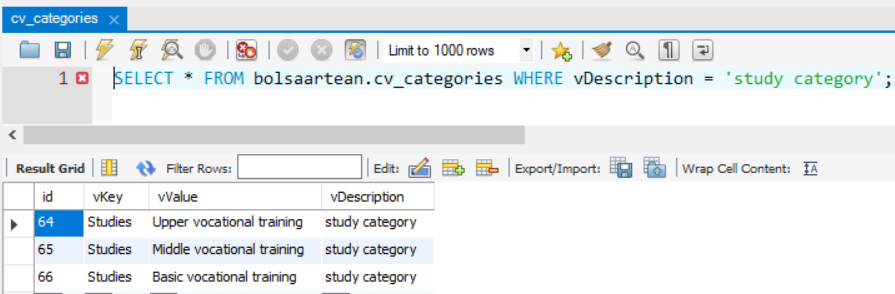 cv_categories
Limit to 1000 rows
1 SELECT * FROM bolsaartean.cv_categories WHERE vDescription = 'study category';
Result Grid Filter Rows: Edit: Export/Import: Wrap Cell Content:
id vKey vValue vDescription
64 Studies Upper vocational training study category
65 Studies Middle vocational training study category
66 Studies Basic vocational training study category